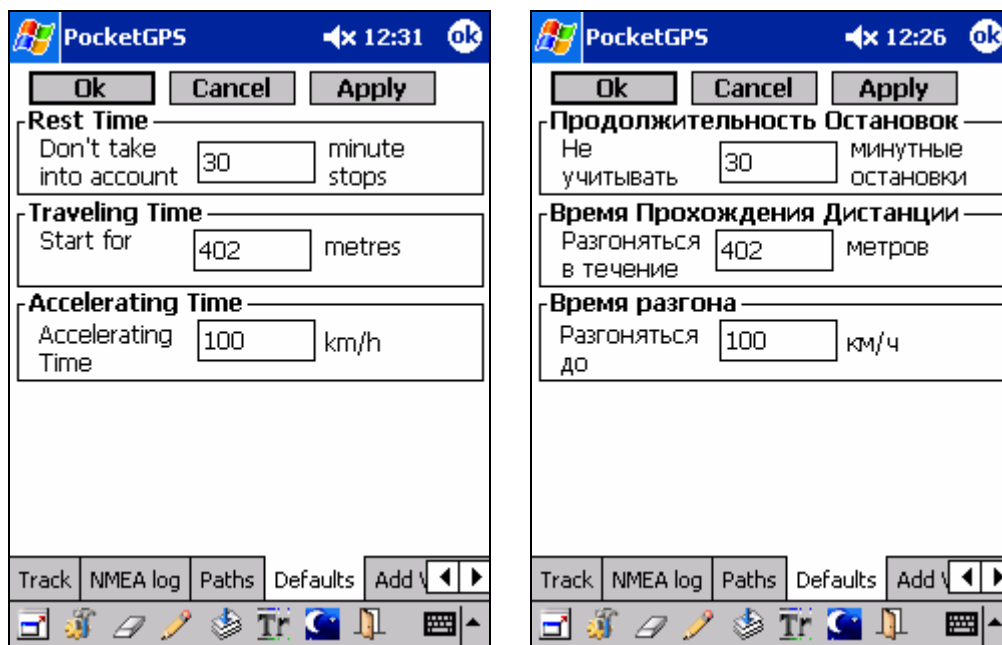 PocketGPS 12:31 ok
Ok Cancel Apply
Rest Time
Don't take
into account
30
minute
stops
Traveling Time
Start for
402
metres
Accelerating Time
Accelerating
Time
100
km/h
Track NMEA log Paths Defaults Add
Tr
PocketGPS 12:26 ok
Ok Cancel Apply
Продолжительность Остановок
Не
учитывать
30
минутные
остановки
Время Прохождения Дистанции
Разгоняться
в течение
402
метров
Время разгона
Разгоняться
до
100
км/ч
Track NMEA log Paths Defaults Add
Tr